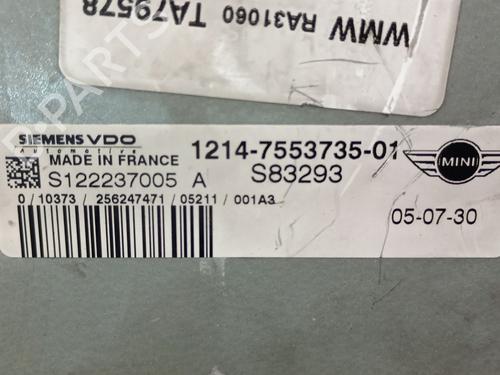 WMW RA31060 TA79578
SIEMENS VDO
Automotive
MADE IN FRANCE
1214-7553735-01
MINI
S122237005 A
S83293
0 / 10373 / 256247471 / 05211 / 001A3
05-07-30